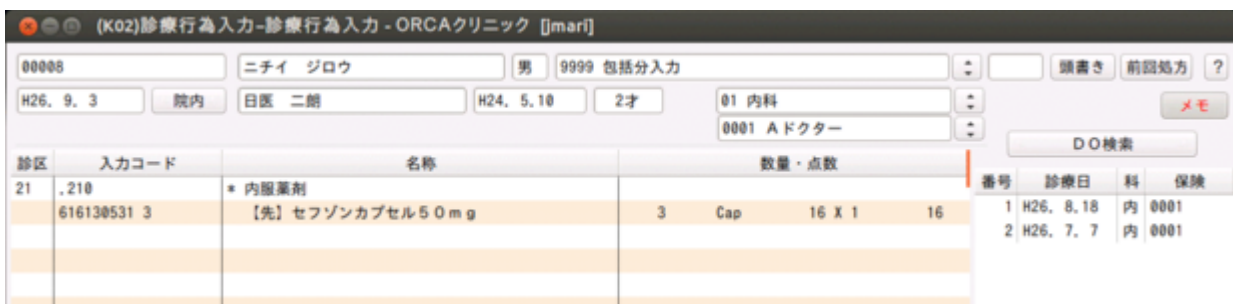 (K02)診療行為入力-診療行為入力 - ORCAクリニック [jmari]
00008 ニチイ ジロウ 男 9999 包括分入力 頭書き 前回処方 ?
H26. 9. 3 院内 日医 二朗 H24. 5.10 2才 01 内科 メモ
0001 Aドクター
DO検索
診区 入力コード 名称 数量・点数
番号 診療日 科 保険
21 .210 * 内服薬剤
1 H26. 8.18 内 0001
616130531 3 【先】セフゾンカプセル50mg 3 Cap 16 X 1 16
2 H26. 7. 7 内 0001